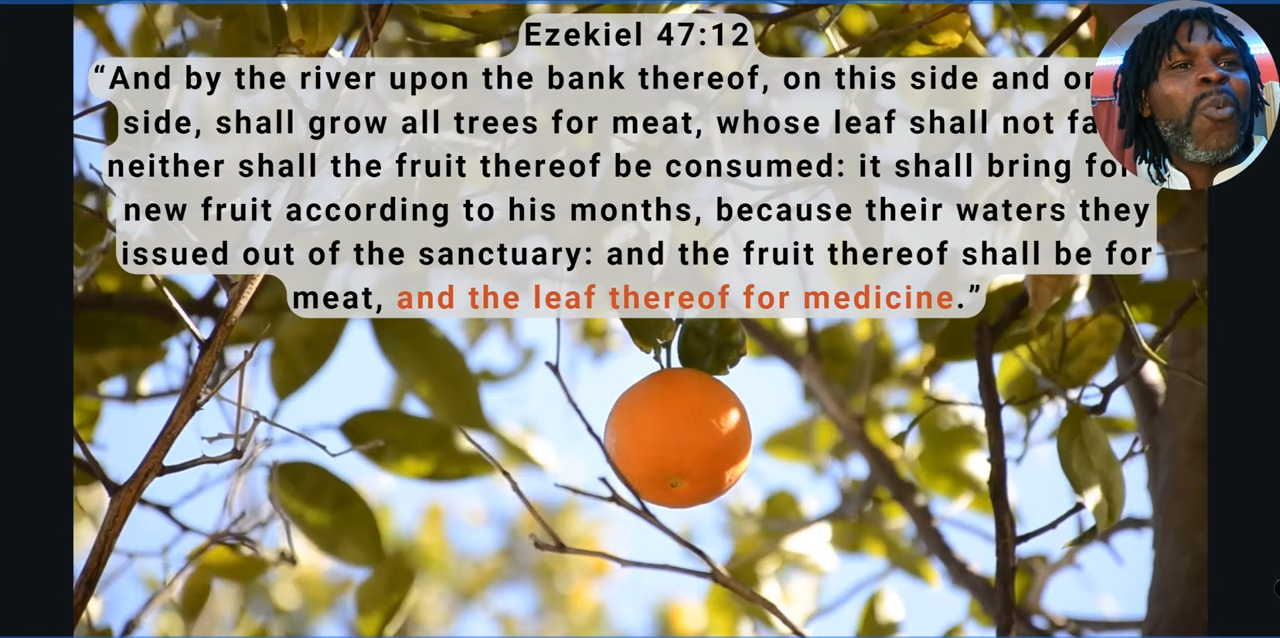 Ezekiel 47:12
“And by the river upon the bank thereof, on this side and
side, shall grow all trees for meat, whose leaf shall not
neither shall the fruit thereof be consumed: it shall bring
new fruit according to his months, because their waters they
issued out of the sanctuary: and the fruit thereof shall be for
meat, and the leaf thereof for medicine.”